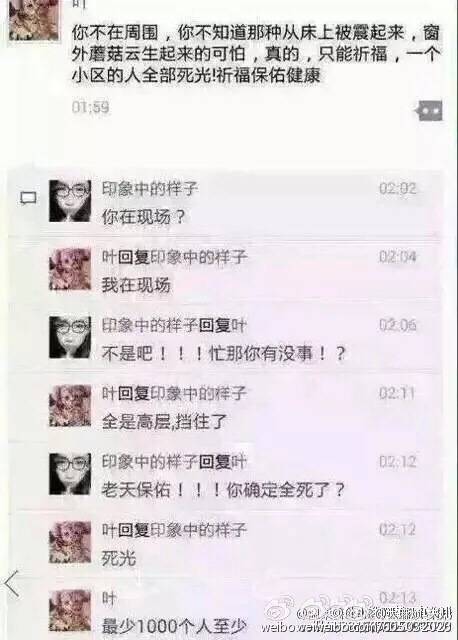 叶
你不在周围，你不知道那种从床上被震起来，窗
外蘑菇云生起来的可怕，真的，只能祈福，一个
小区的人全部死光!祈福保佑健康
01:59
印象中的样子 02:02
你在现场？
叶回复印象中的样子 02:04
我在现场
印象中的样子回复叶 02:06
不是吧！！！忙那你有没事！？
叶回复印象中的样子 02:11
全是高层,挡住了
印象中的样子回复叶 02:12
老天保佑！！！你确定全死了？
叶回复印象中的样子 02:12
死光
叶 02:13
最少1000个人至少